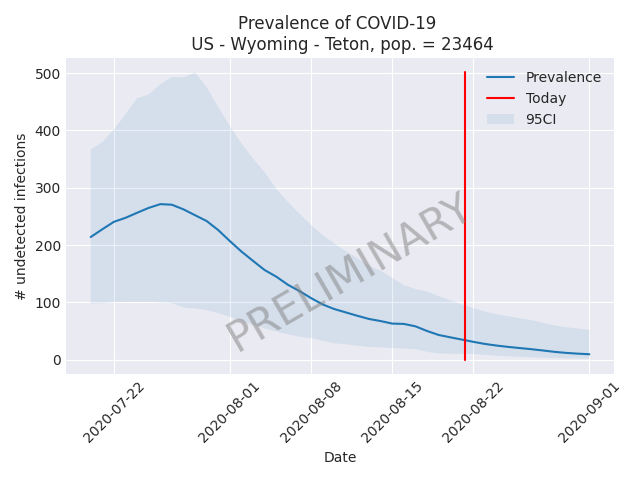 Prevalence of COVID-19
US - Wyoming - Teton, pop. = 23464
Prevalence
Today
95CI
# undetected infections
500
400
300
200
100
0
PRELIMINARY
2020-07-22
2020-08-01
2020-08-08
2020-08-15
2020-08-22
2020-09-01
Date